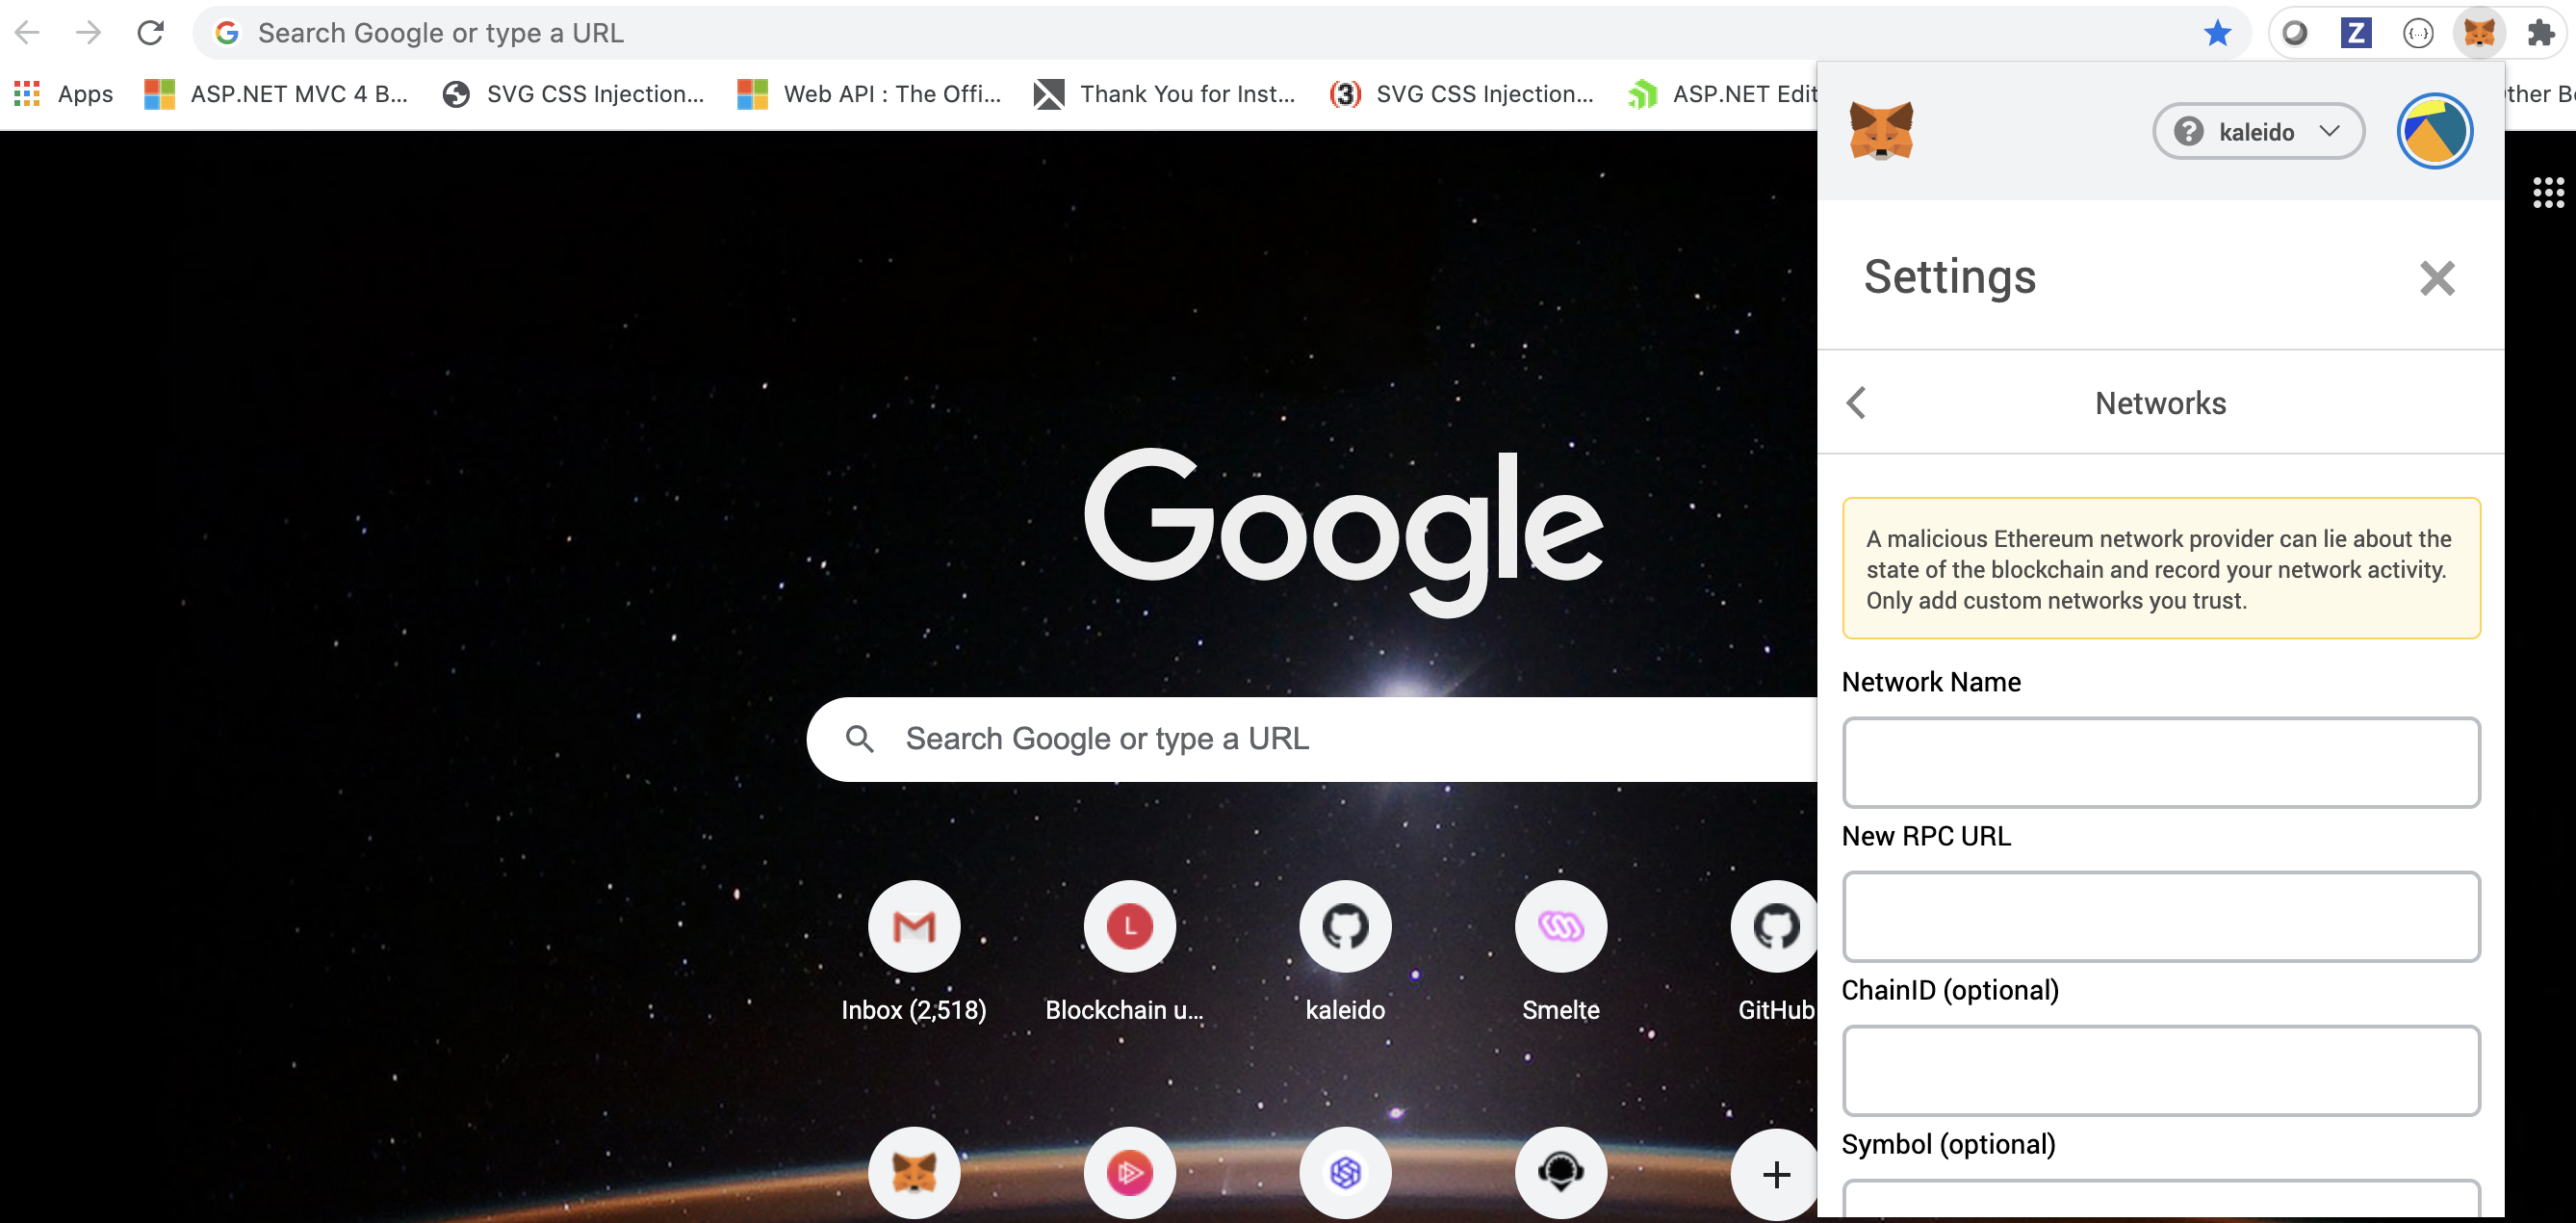 Search Google or type a URL
Apps
ASP.NET MVC 4 B...
SVG CSS Injection...
Web API : The Offi...
Thank You for Inst...
SVG CSS Injection...
ASP.NET Edit
ther B
kaleido
Settings
Networks
A malicious Ethereum network provider can lie about the
state of the blockchain and record your network activity.
Only add custom networks you trust.
Network Name
New RPC URL
ChainID (optional)
Symbol (optional)
Google
Search Google or type a URL
L
Inbox (2,518)
Blockchain u...
kaleido
Smelte
GitHub